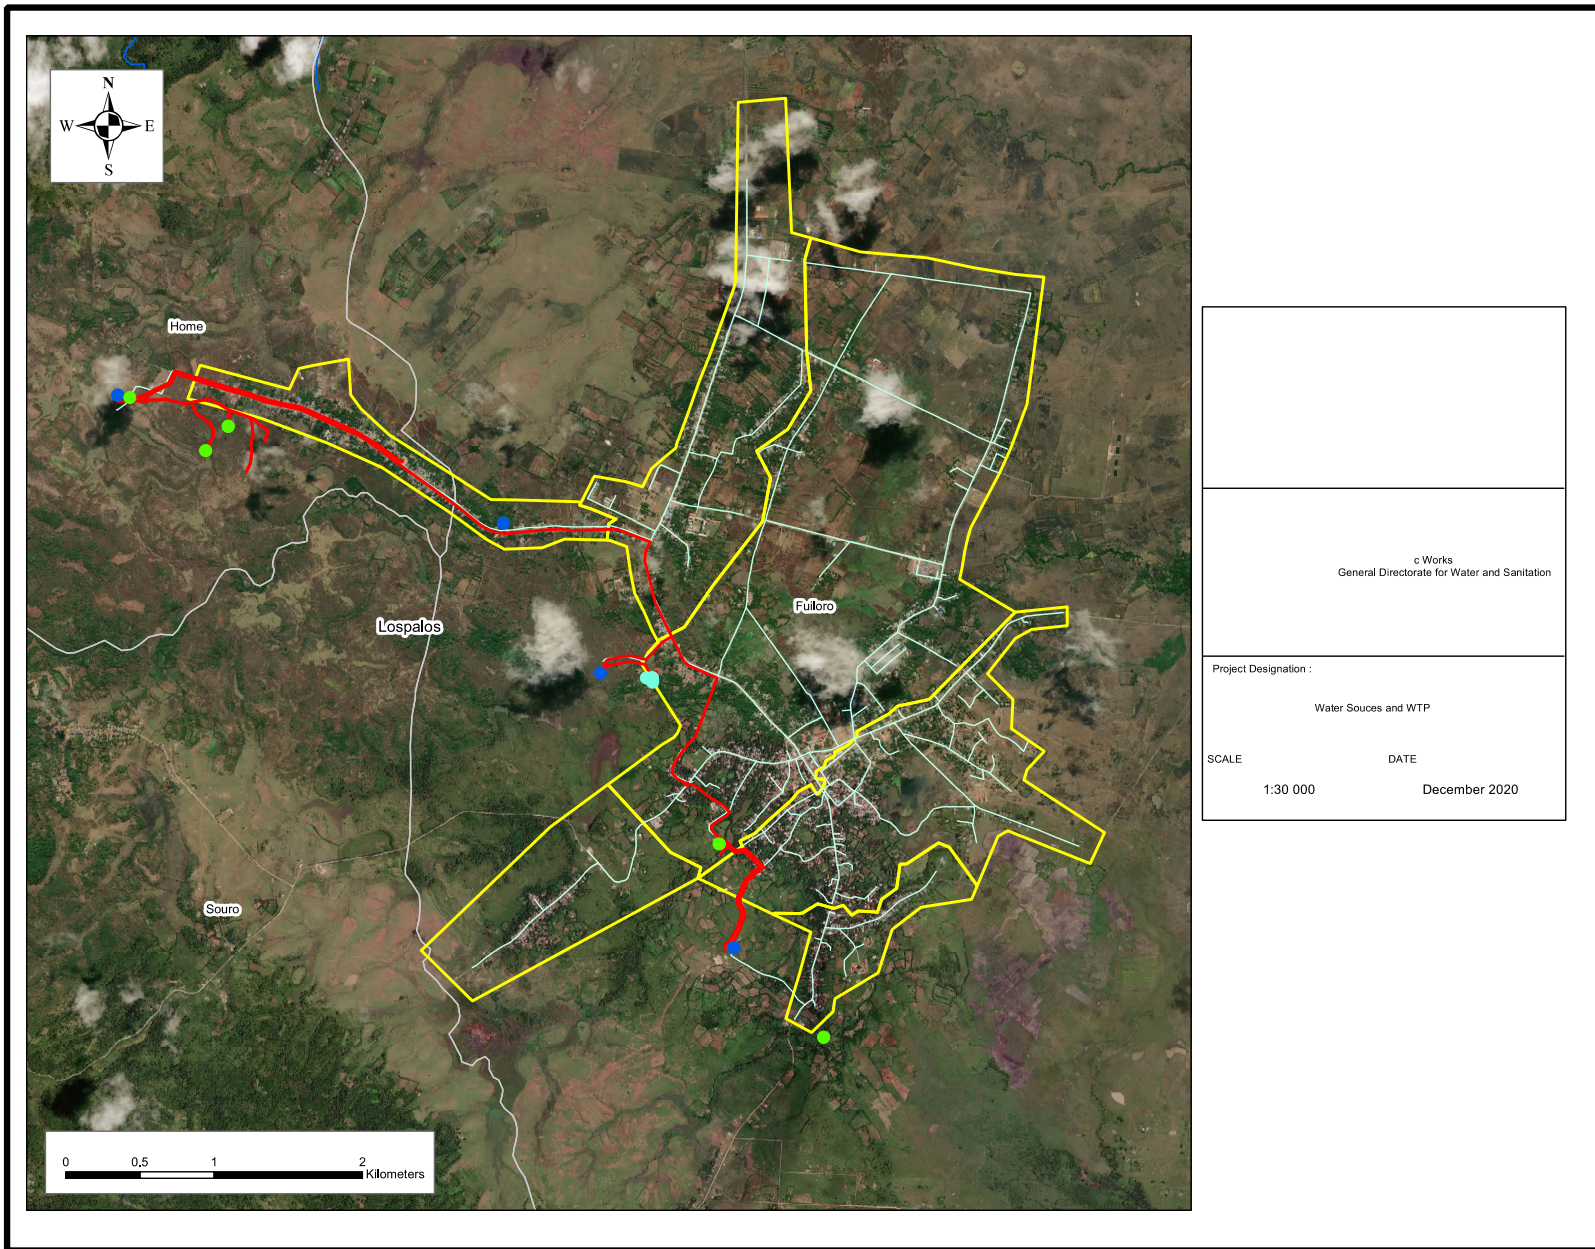 N
W E
S
Home
Fuiloro
Lospalos
Souro
0 0.5 1 2
Kilometers
c Works
General Directorate for Water and Sanitation
Project Designation :
Water Souces and WTP
SCALE DATE
1:30 000 December 2020